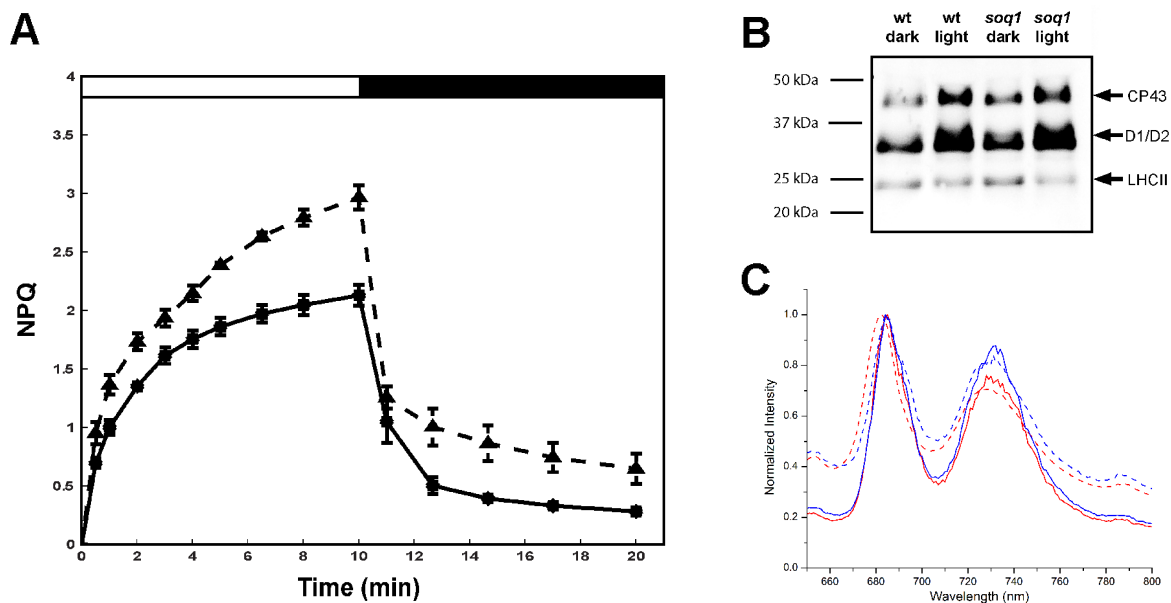 A
4
3.5
3
2.5
2
1.5
1
0.5
0
NPQ
0 2 4 6 8 10 12 14 16 18 20
Time (min)
B
wt dark
wt light
soq1 dark
soq1 light
50 kDa
37 kDa
25 kDa
20 kDa
CP43
D1/D2
LHCII
C
1.0
0.8
0.6
0.4
0.2
0.0
Normalized Intensity
660 680 700 720 740 760 780 800
Wavelength (nm)